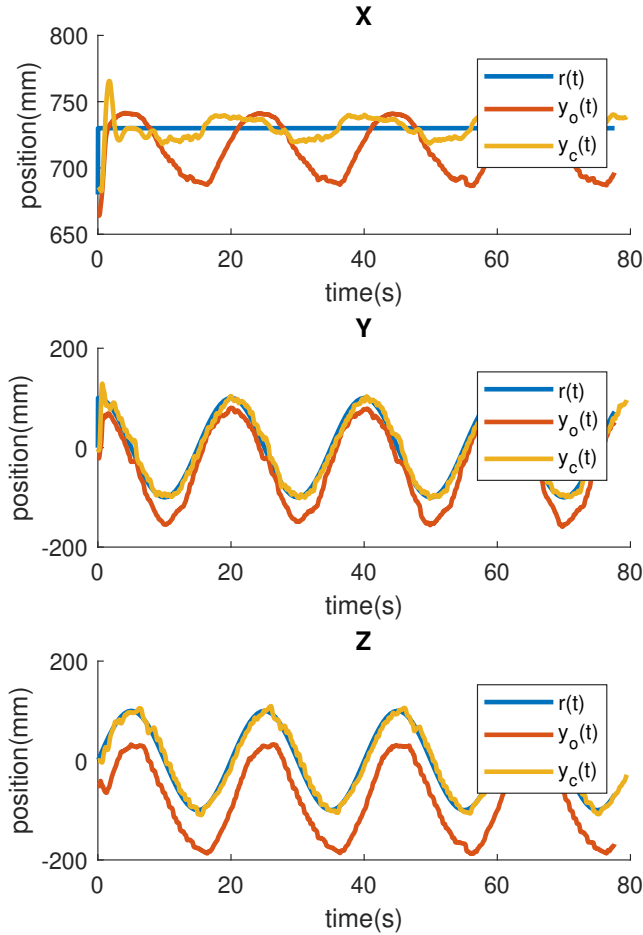 X
800
750
700
650
position(mm)
r(t)
y_o(t)
y_c(t)
0
20
40
60
80
time(s)
Y
200
0
-200
position(mm)
r(t)
y_o(t)
y_c(t)
0
20
40
60
80
time(s)
Z
200
0
-200
position(mm)
r(t)
y_o(t)
y_c(t)
0
20
40
60
80
time(s)